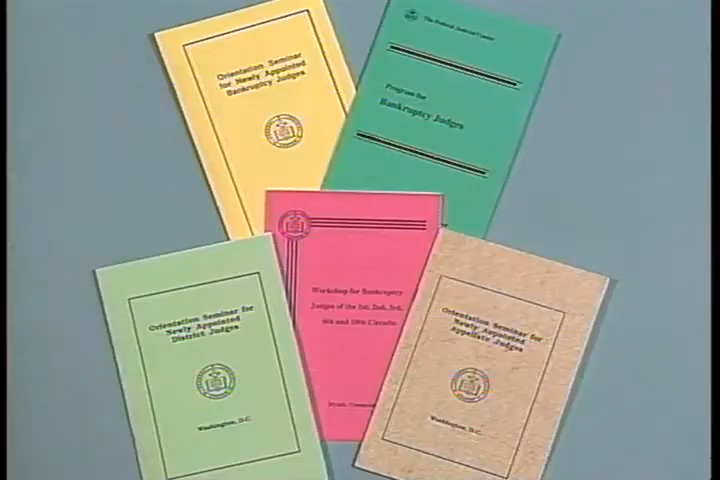 Orientation Seminar
for Newly Appointed
Bankruptcy Judges
The Federal Judicial Center
Program for
Bankruptcy Judges
Workshop for Bankruptcy
Judges of the 1st, 2nd, 3rd,
and Circuits
Orientation Seminar for
Newly Appointed
District Judges
Washington, D.C.
Orientation Seminar for
Newly Appointed
Appellate Judges
Washington, D.C.